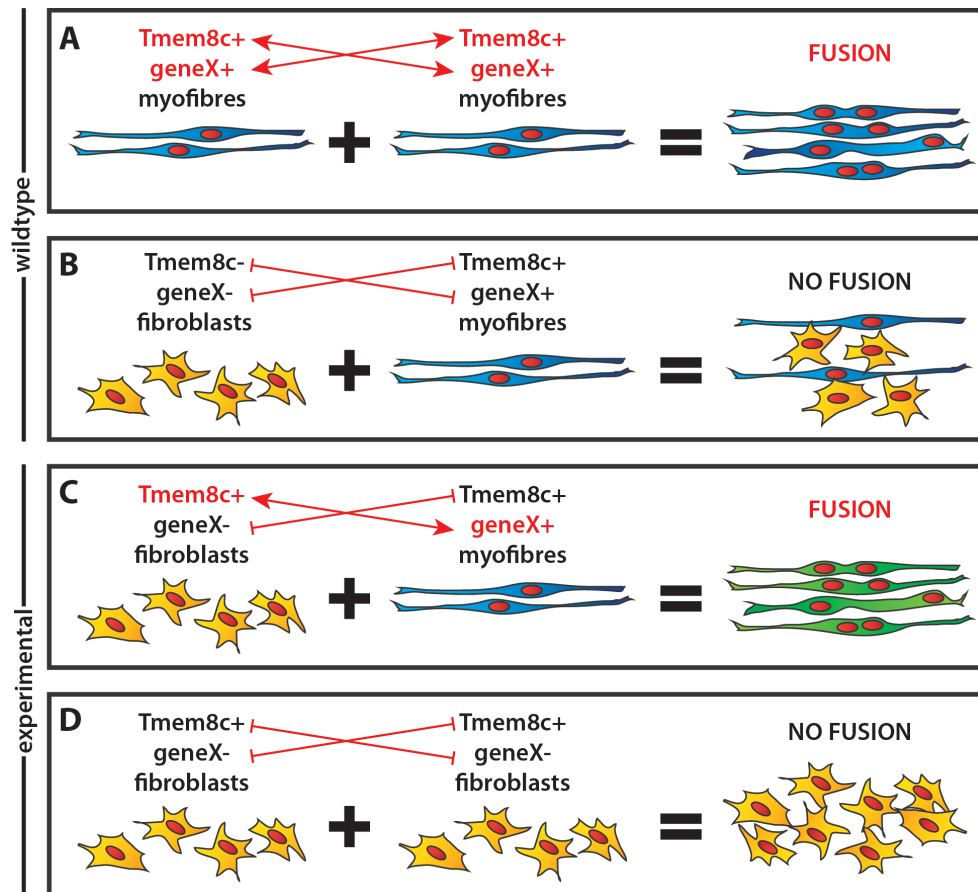 wildtype
A
Tmem8c+
geneX+
myofibres
+
Tmem8c+
geneX+
myofibres
=
FUSION
B
Tmem8c-
geneX-
fibroblasts
+
Tmem8c+
geneX+
myofibres
=
NO FUSION
experimental
C
Tmem8c+
geneX-
fibroblasts
+
Tmem8c+
geneX+
myofibres
=
FUSION
D
Tmem8c+
geneX-
fibroblasts
+
Tmem8c+
geneX-
fibroblasts
=
NO FUSION